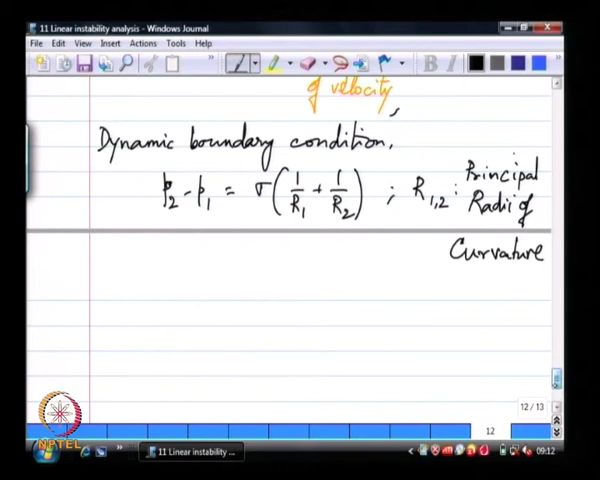 11 Linear instability analysis - Windows Journal
File Edit View Insert Actions Tools Help
B I
of velocity,
Dynamic boundary condition,
p₂ - p₁ = σ(1/R₁ + 1/R₂) ; R₁,₂ : Principal
Radii of
Curvature
12 / 13
12
NPTEL
11 Linear instability ...
09:12